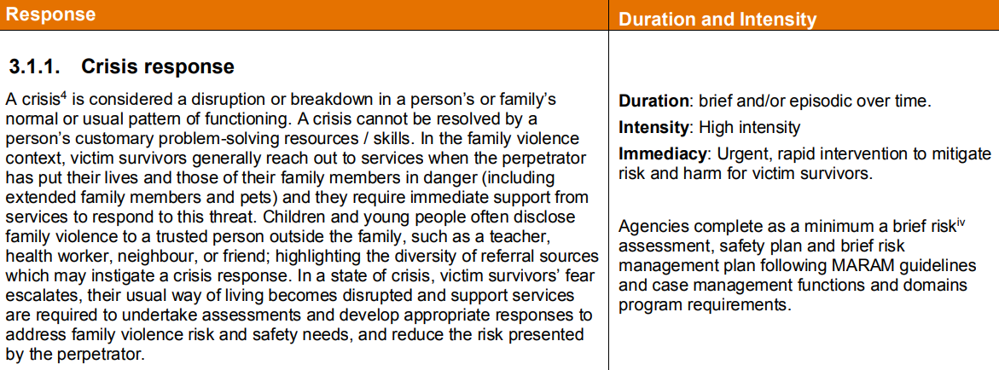 Response
Duration and Intensity
3.1.1. Crisis response
A crisis4 is considered a disruption or breakdown in a person’s or family’s
normal or usual pattern of functioning. A crisis cannot be resolved by a
person’s customary problem-solving resources / skills. In the family violence
context, victim survivors generally reach out to services when the perpetrator
has put their lives and those of their family members in danger (including
extended family members and pets) and they require immediate support from
services to respond to this threat. Children and young people often disclose
family violence to a trusted person outside the family, such as a teacher,
health worker, neighbour, or friend; highlighting the diversity of referral sources
which may instigate a crisis response. In a state of crisis, victim survivors’ fear
escalates, their usual way of living becomes disrupted and support services
are required to undertake assessments and develop appropriate responses to
address family violence risk and safety needs, and reduce the risk presented
by the perpetrator.
Duration: brief and/or episodic over time.
Intensity: High intensity
Immediacy: Urgent, rapid intervention to mitigate
risk and harm for victim survivors.
Agencies complete as a minimum a brief riskiv
assessment, safety plan and brief risk
management plan following MARAM guidelines
and case management functions and domains
program requirements.